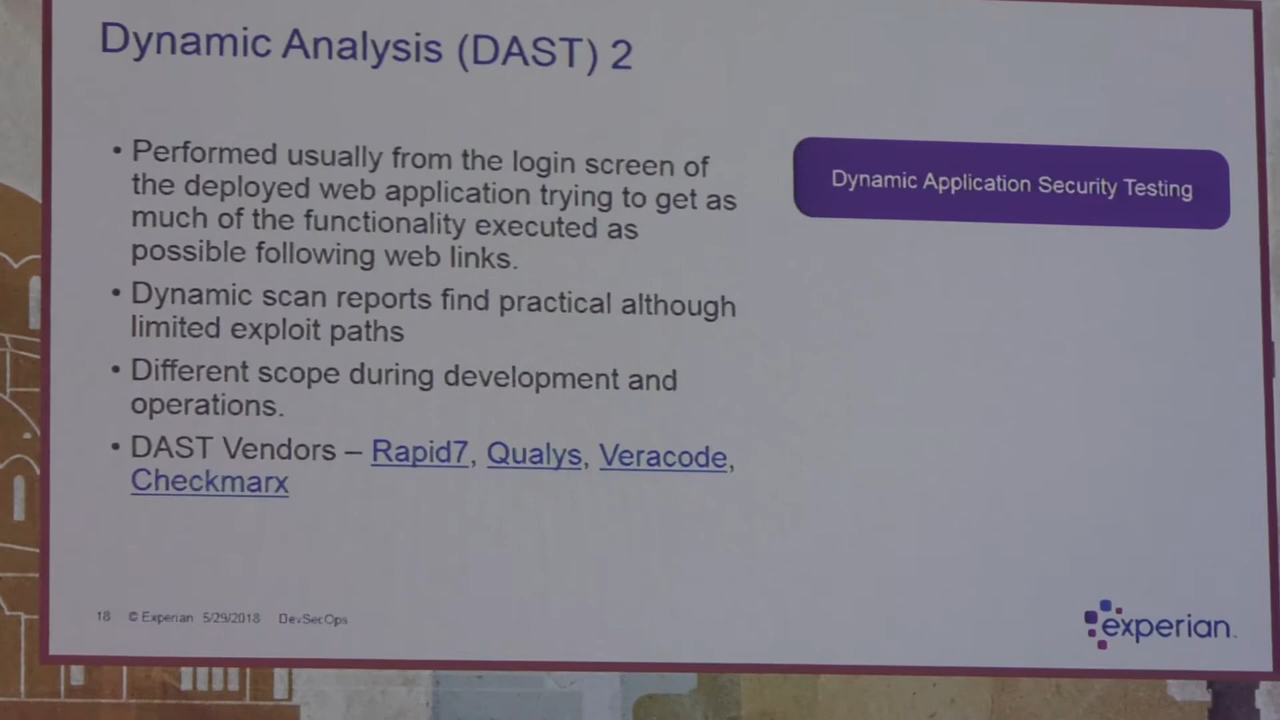 Dynamic Analysis (DAST) 2
• Performed usually from the login screen of
the deployed web application trying to get as
much of the functionality executed as
possible following web links.
• Dynamic scan reports find practical although
limited exploit paths
• Different scope during development and
operations.
• DAST Vendors – Rapid7, Qualys, Veracode,
Checkmarx
Dynamic Application Security Testing
18 © Experian 5/29/2018 DevSecOps
experian.